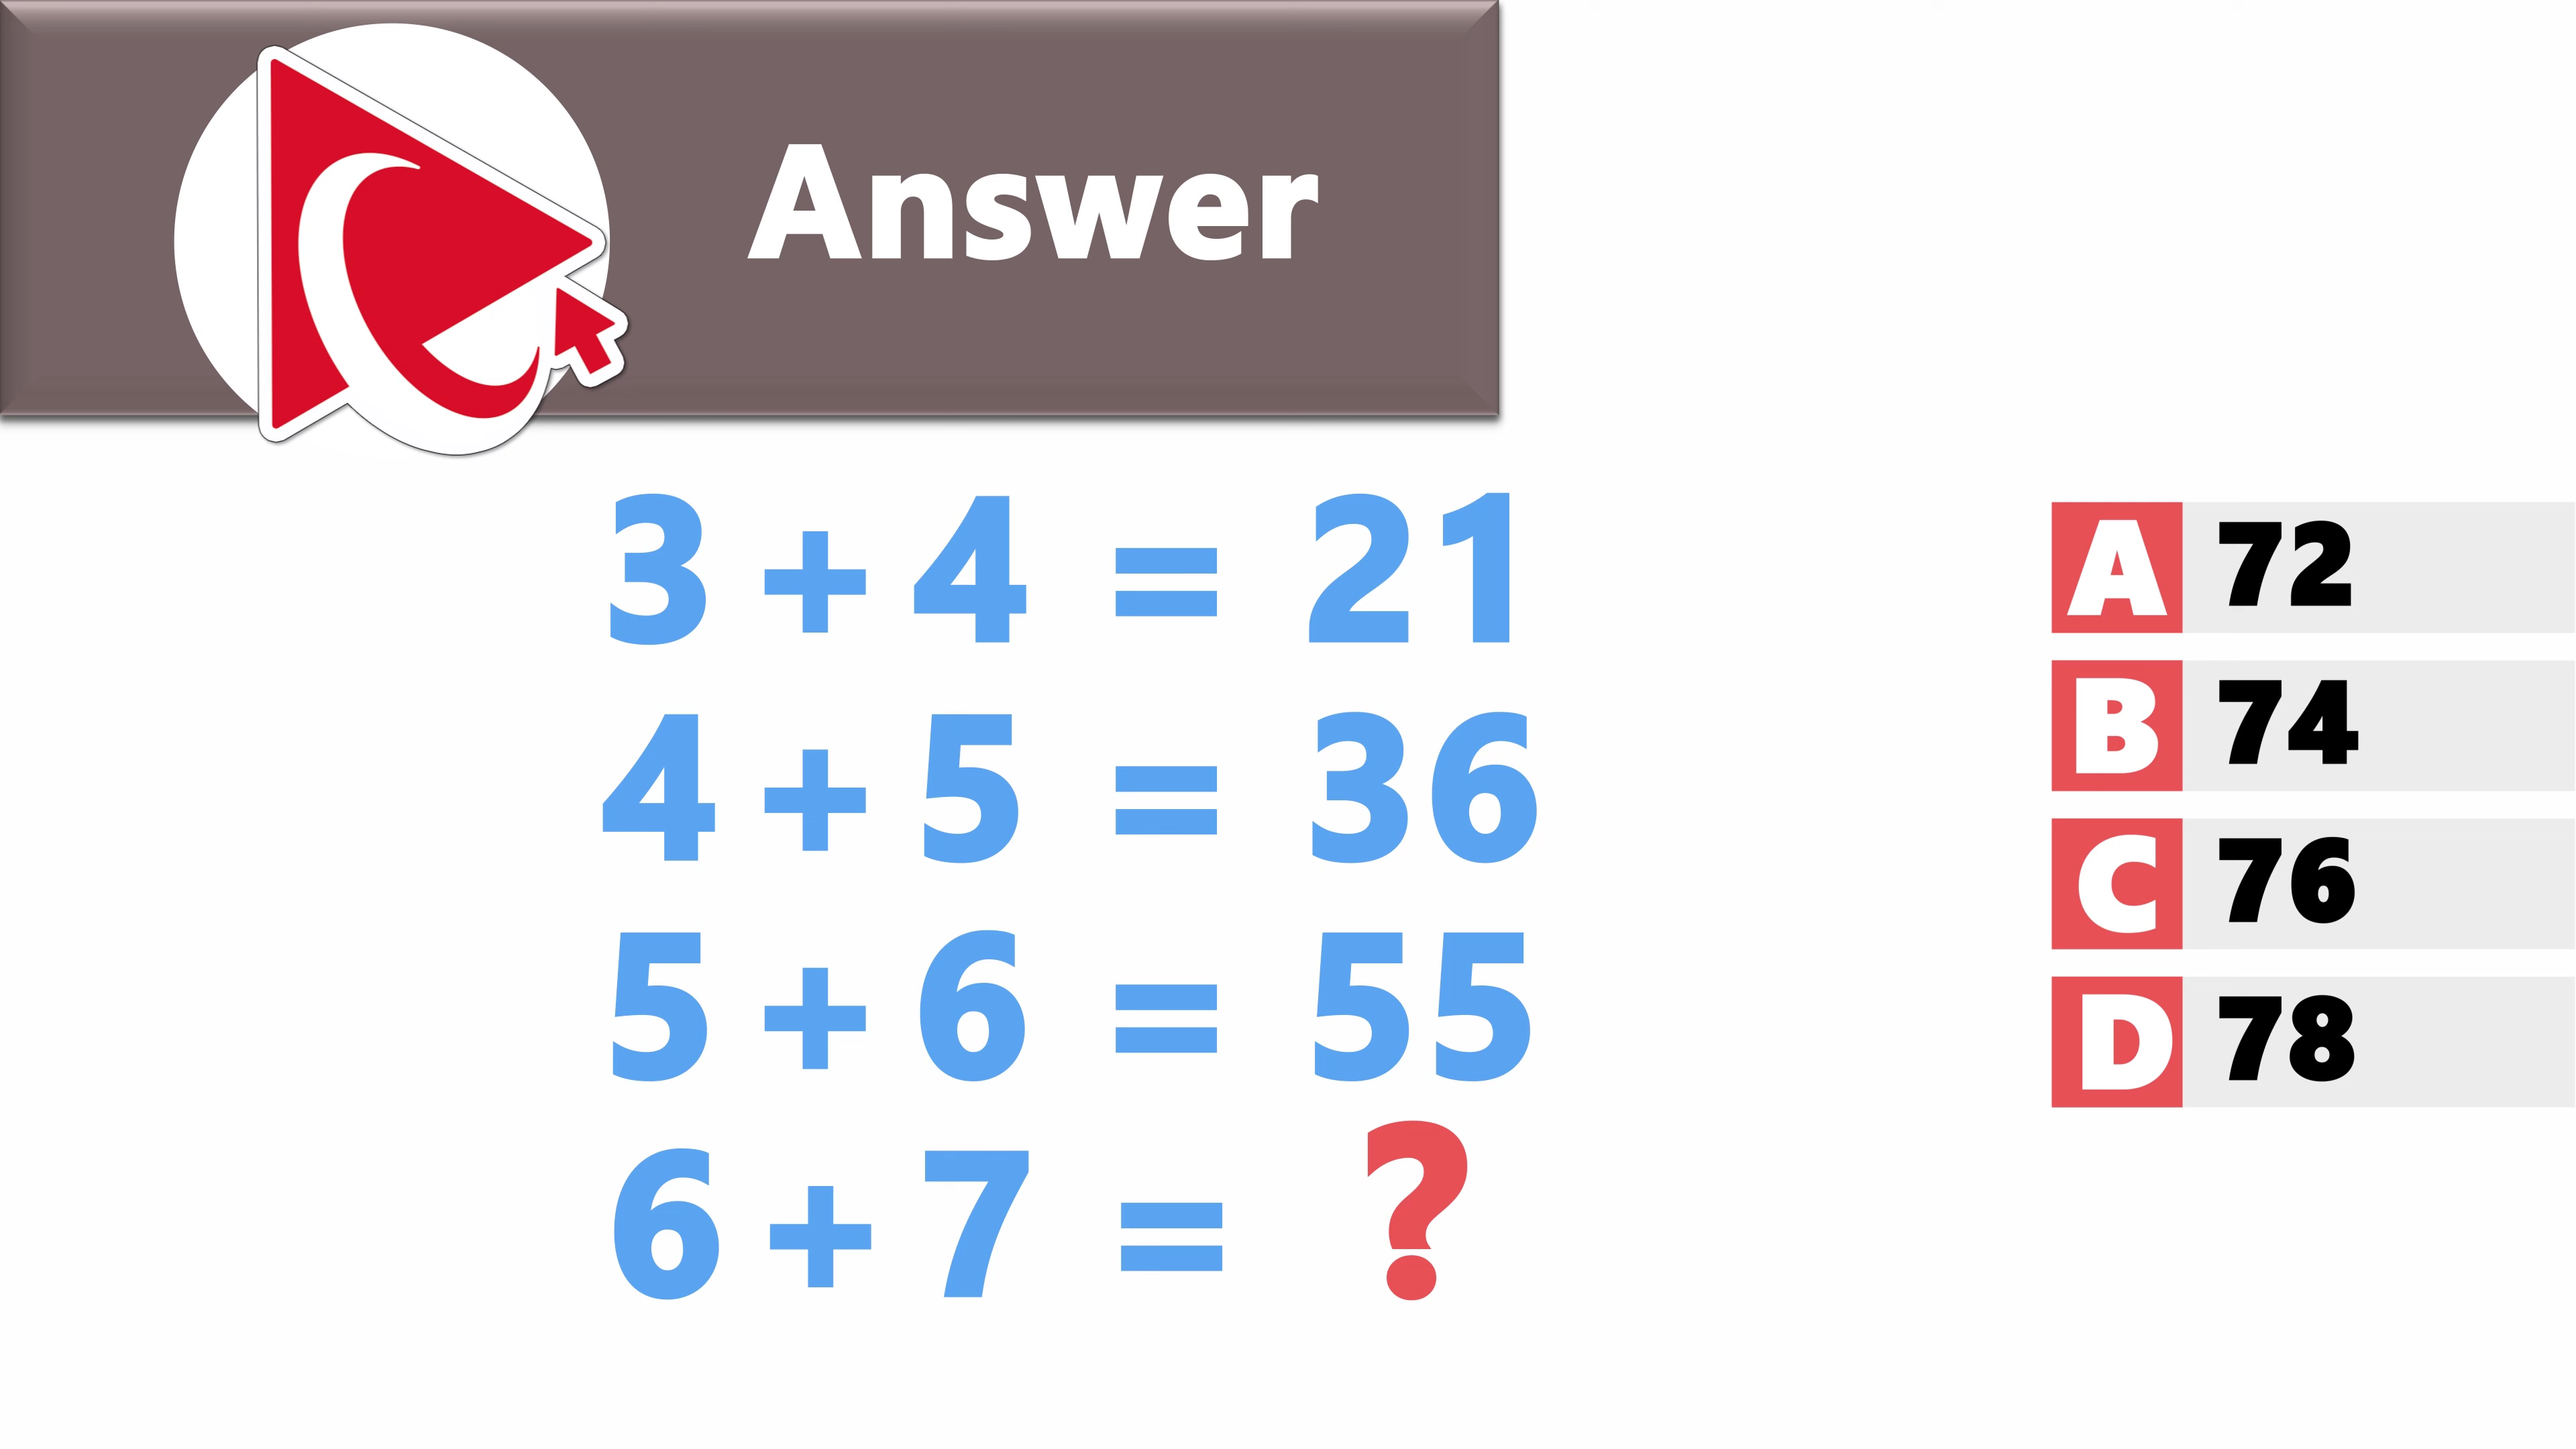 Answer
3 + 4 = 21
4 + 5 = 36
5 + 6 = 55
6 + 7 = ?
A 72
B 74
C 76
D 78